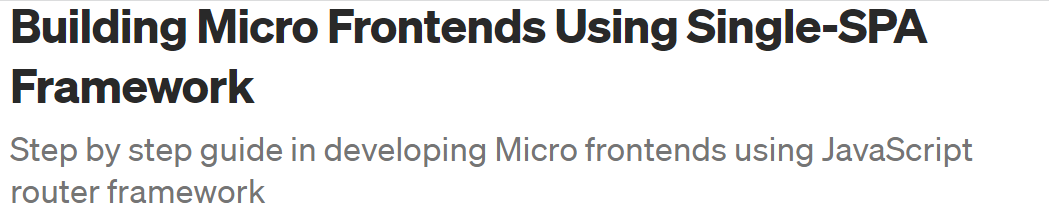 Building Micro Frontends Using Single-SPA
Framework
Step by step guide in developing Micro frontends using JavaScript
router framework